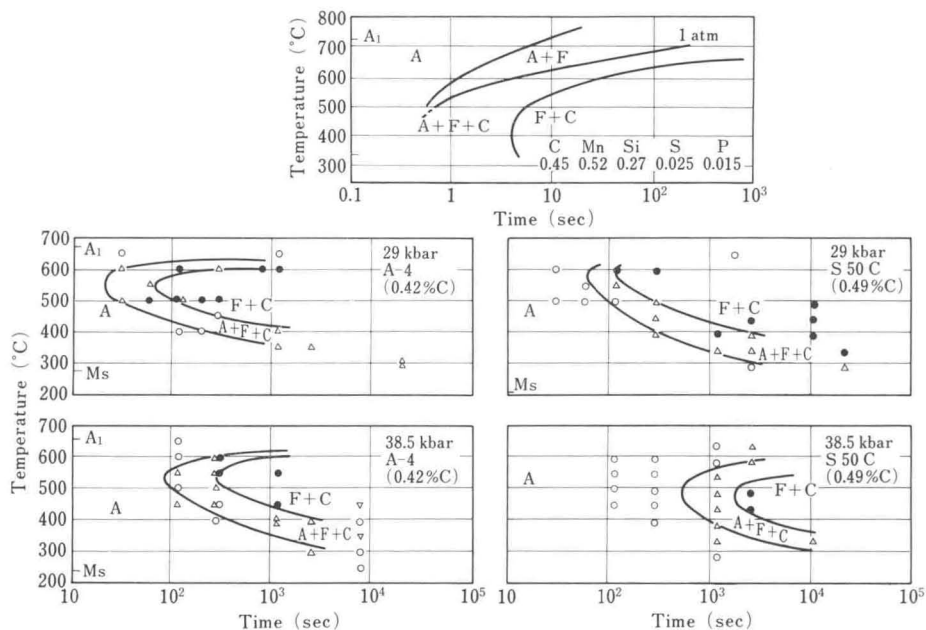 Temperature (°C)
800
700
600
500
400
300
A1
A
A+F
1 atm
A+F+C
F+C
C Mn Si S P
0.45 0.52 0.27 0.025 0.015
0.1 1 10 10² 10³
Time (sec)
Temperature (°C)
700
600
500
400
300
200
A1
A
Ms
29 kbar
A-4
(0.42%C)
F+C
A+F+C
A
Ms
29 kbar
S 50 C
(0.49%C)
F+C
A+F+C
700
600
500
400
300
200
A1
A
Ms
38.5 kbar
A-4
(0.42%C)
F+C
A+F+C
A
38.5 kbar
S 50 C
(0.49%C)
F+C
A+F+C
10 10² 10³ 10⁴ 10⁵
Time (sec)
10 10² 10³ 10⁴ 10⁵
Time (sec)